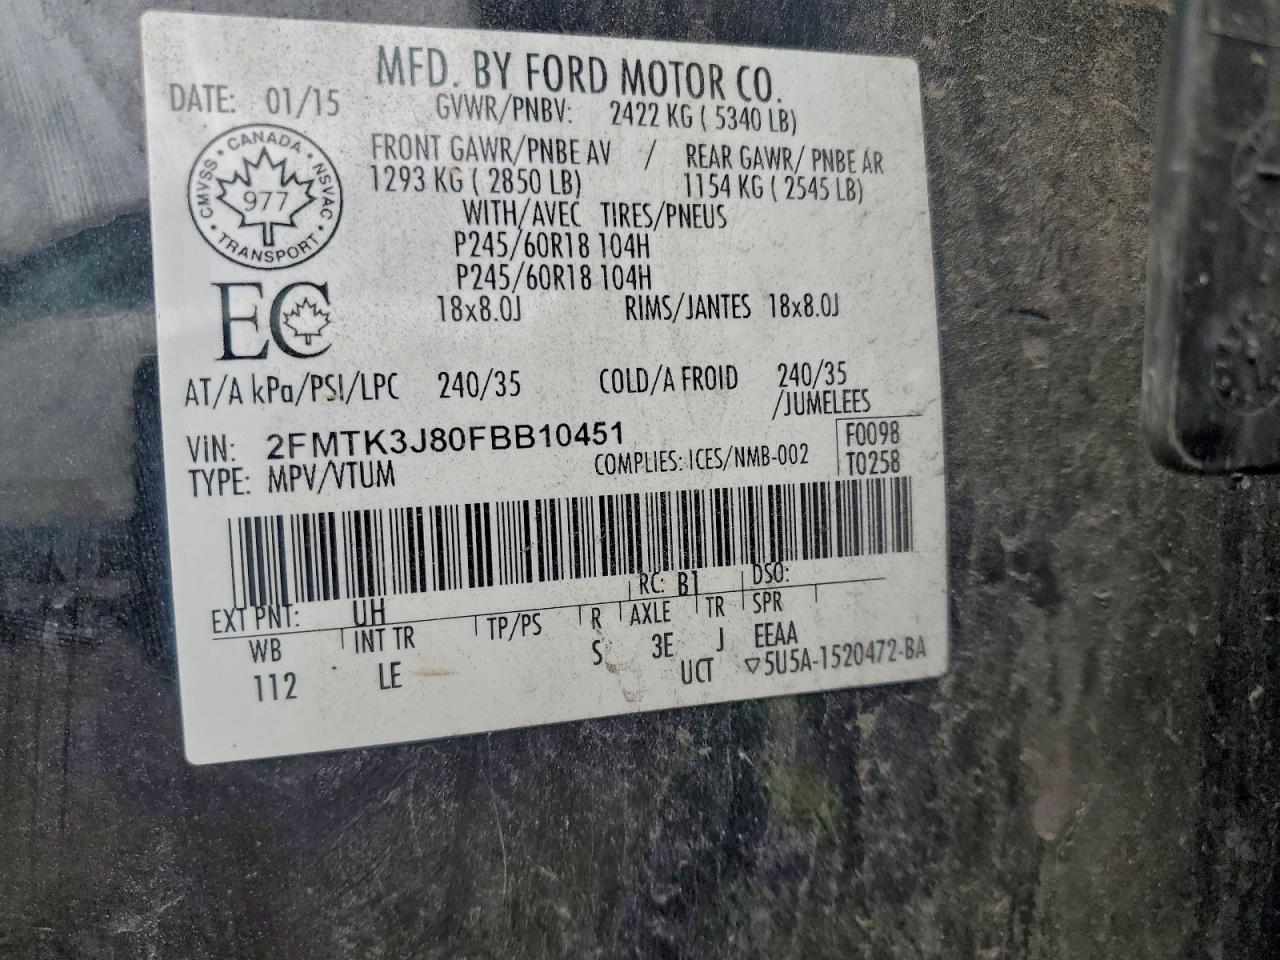 MFD. BY FORD MOTOR CO.
DATE: 01/15 GVWR/PNBV: 2422 KG ( 5340 LB)
FRONT GAWR/PNBE AV / REAR GAWR/ PNBE AR
1293 KG ( 2850 LB) 1154 KG ( 2545 LB)
CMVSS · CANADA · NSVAC · TRANSPORT ·
977
WITH/AVEC TIRES/PNEUS
P245/60R18 104H
P245/60R18 104H
EC
18x8.0J RIMS/JANTES 18x8.0J
AT/A kPa/PSI/LPC 240/35 COLD/A FROID 240/35
/JUMELEES
VIN: 2FMTK3J80FBB10451 F0098
TYPE: MPV/VTUM COMPLIES: ICES/NMB-002 T0258
EXT PNT: UH RC: B1 DSO:
WB INT TR TP/PS R AXLE TR SPR
112 LE S 3E J EEAA
UCT ▽5U5A-1520472-BA